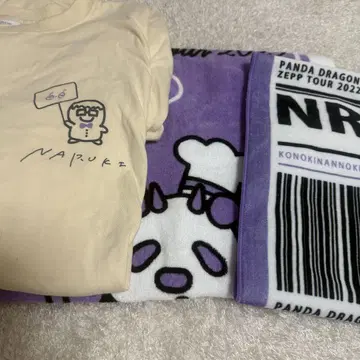 NARUKI
PANDA DRAGON
ZEPP TOUR 2022
NR
KONOKINANNOKI
PANDA DRAGO